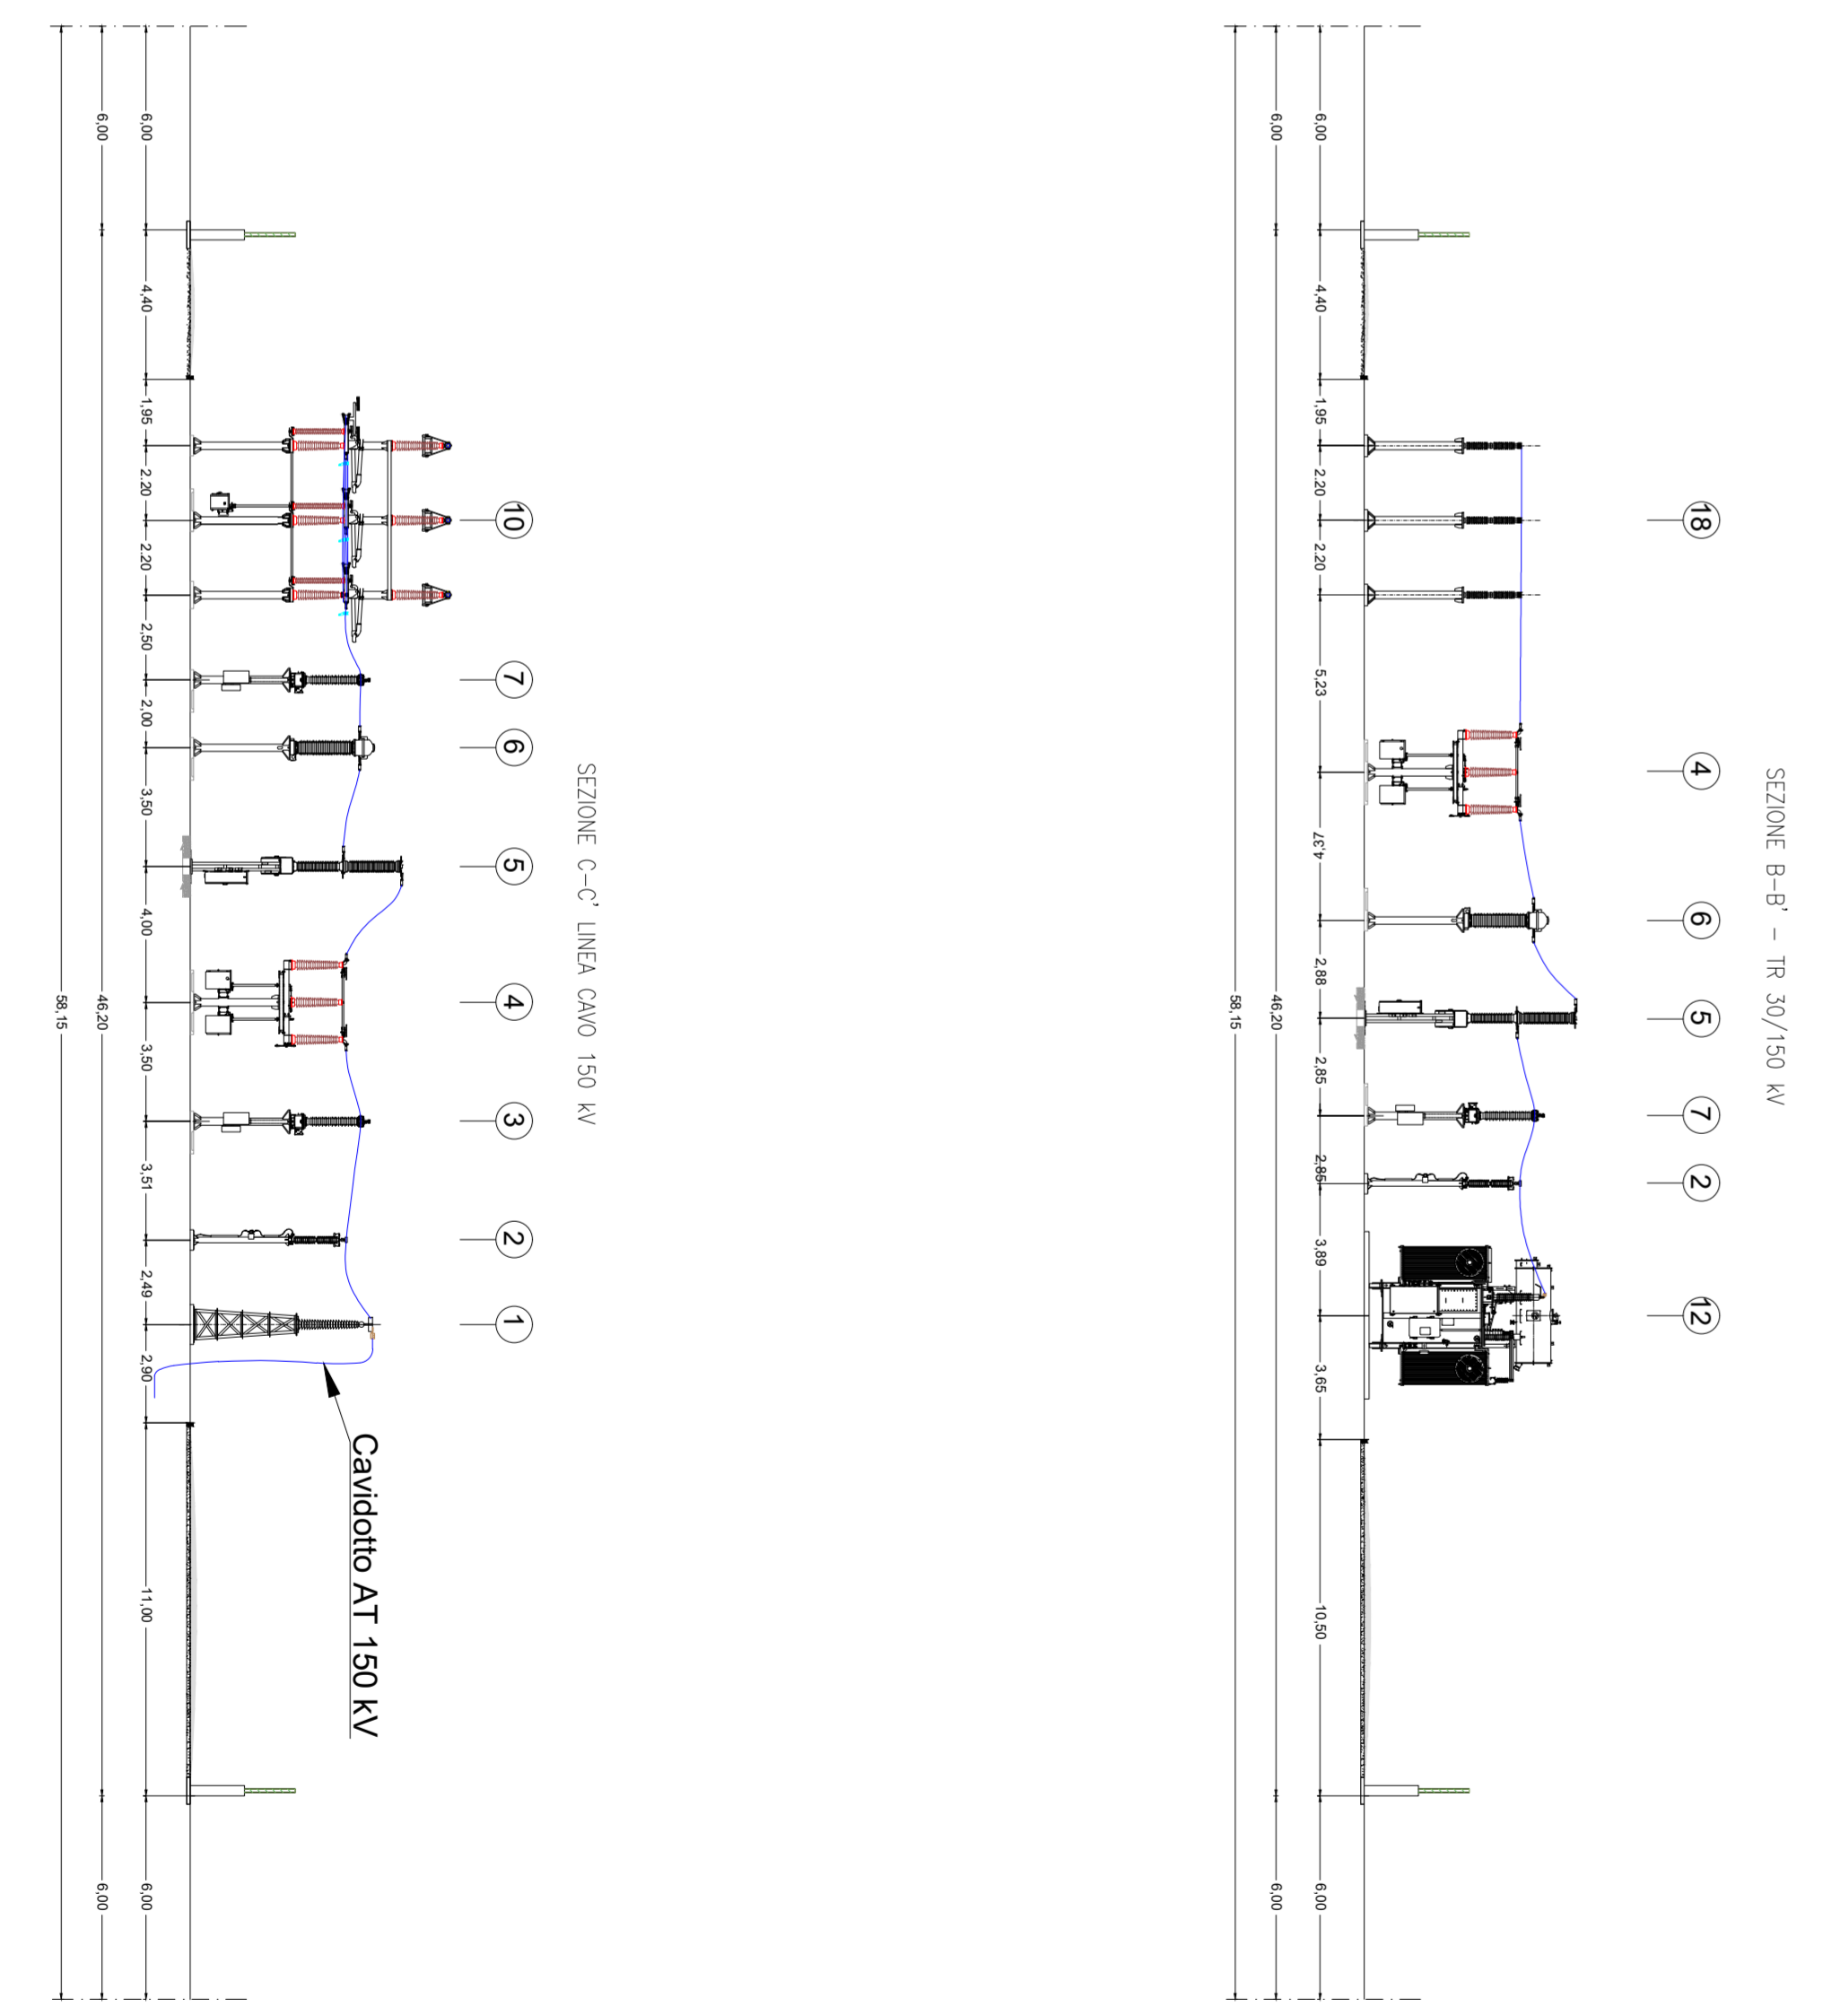 SEZIONE B-B' - TR 30/150 kV
18 4 6 5 7 2 12
6,00 4,40 1,95 2.20 2.20 5,23 4,37 2,88 2,85 3,89 3,65 10,50 6,00
6,00 46,20 6,00
58,15
SEZIONE C-C' LINEA CAVO 150 kV
10 7 6 5 4 3 2 1
Cavidotto AT 150 kV
6,00 4,40 1,95 2.20 2.20 2,50 2,00 3,50 4,00 3,50 3,51 2,49 2,90 11,00 6,00
6,00 46,20 6,00
58,15